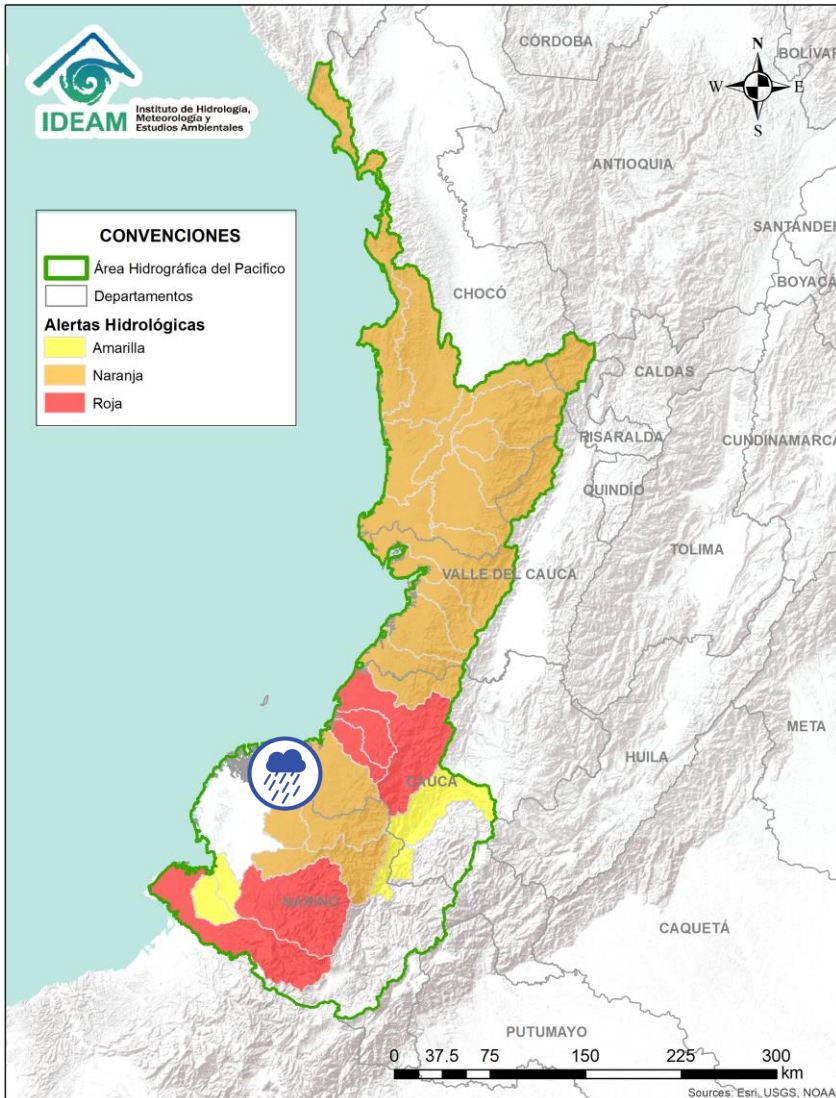 IDEAM
Instituto de Hidrología,
Meteorología y
Estudios Ambientales
N
W
E
S
CONVENCIONES
Área Hidrográfica del Pacifico
Departamentos
Alertas Hidrológicas
Amarilla
Naranja
Roja
CÓRDOBA
BOLÍVAR
ANTIOQUIA
SANTANDER
BOYACÁ
CHOCÓ
CALDAS
RISARALDA
CUNDINAMARCA
QUINDÍO
TOLIMA
VALLE DEL CAUCA
META
HUILA
CAUCA
NARIÑO
CAQUETÁ
PUTUMAYO
0 37.5 75 150 225 300
km
Sources: Esri, USGS, NOAA